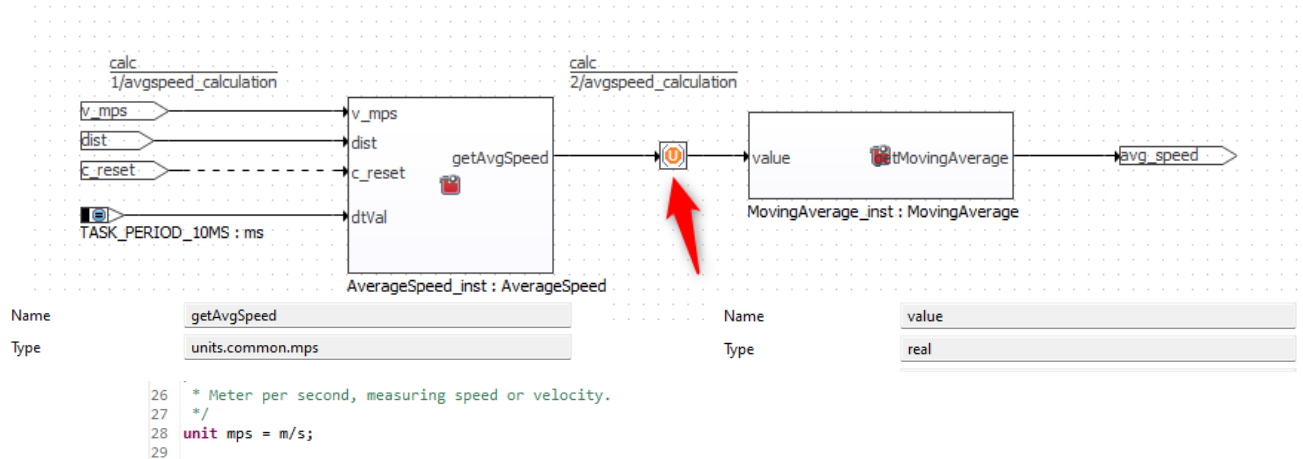 calc
1/avgspeed_calculation
calc
2/avgspeed_calculation
v_mps
dist
c_reset
TASK_PERIOD_10MS : ms
v_mps
dist
c_reset
dtVal
getAvgSpeed
AverageSpeed_inst : AverageSpeed
U
value
etMovingAverage
MovingAverage_inst : MovingAverage
avg_speed
Name
getAvgSpeed
Type
units.common.mps
Name
value
Type
real
26 * Meter per second, measuring speed or velocity.
27 */
28 unit mps = m/s;
29